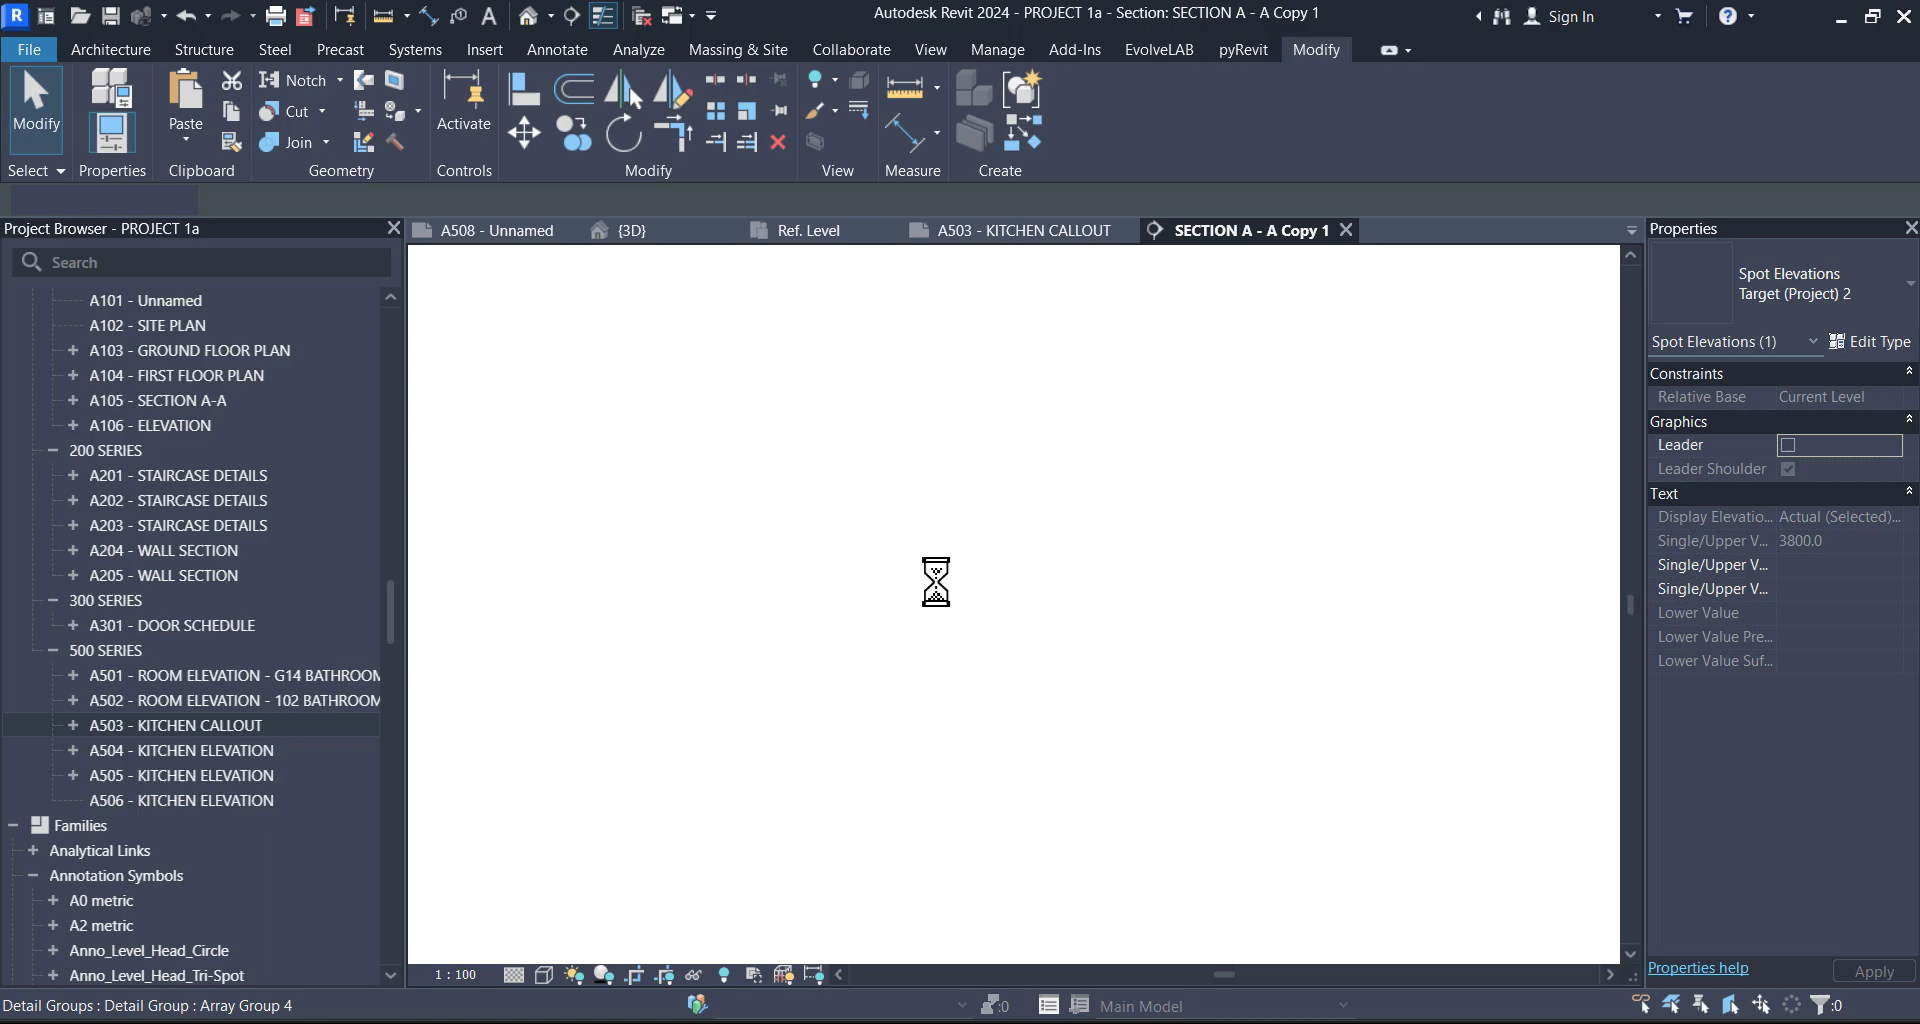 Autodesk Revit 2024 - PROJECT 1a - Section: SECTION A - A Copy 1
Sign In
File Architecture Structure Steel Precast Systems Insert Annotate Analyze Massing & Site Collaborate View Manage Add-Ins EvolveLAB pyRevit Modify
Modify
Paste
Notch
Cut
Join
Activate
Select Properties Clipboard Geometry Controls Modify View Measure Create
Project Browser - PROJECT 1a
A508 - Unnamed
{3D}
Ref. Level
A503 - KITCHEN CALLOUT
SECTION A - A Copy 1
Properties
Search
A101 - Unnamed
A102 - SITE PLAN
A103 - GROUND FLOOR PLAN
A104 - FIRST FLOOR PLAN
A105 - SECTION A-A
A106 - ELEVATION
200 SERIES
A201 - STAIRCASE DETAILS
A202 - STAIRCASE DETAILS
A203 - STAIRCASE DETAILS
A204 - WALL SECTION
A205 - WALL SECTION
300 SERIES
A301 - DOOR SCHEDULE
500 SERIES
A501 - ROOM ELEVATION - G14 BATHROOM
A502 - ROOM ELEVATION - 102 BATHROOM
A503 - KITCHEN CALLOUT
A504 - KITCHEN ELEVATION
A505 - KITCHEN ELEVATION
A506 - KITCHEN ELEVATION
Families
Analytical Links
Annotation Symbols
A0 metric
A2 metric
Anno_Level_Head_Circle
Anno_Level_Head_Tri-Spot
Spot Elevations
Target (Project) 2
Spot Elevations (1) Edit Type
Constraints
Relative Base Current Level
Graphics
Leader
Leader Shoulder
Text
Display Elevatio... Actual (Selected)...
Single/Upper V... 3800.0
Single/Upper V...
Single/Upper V...
Lower Value
Lower Value Pre...
Lower Value Suf...
Properties help Apply
1 : 100
Detail Groups : Detail Group : Array Group 4
:0
Main Model
:0